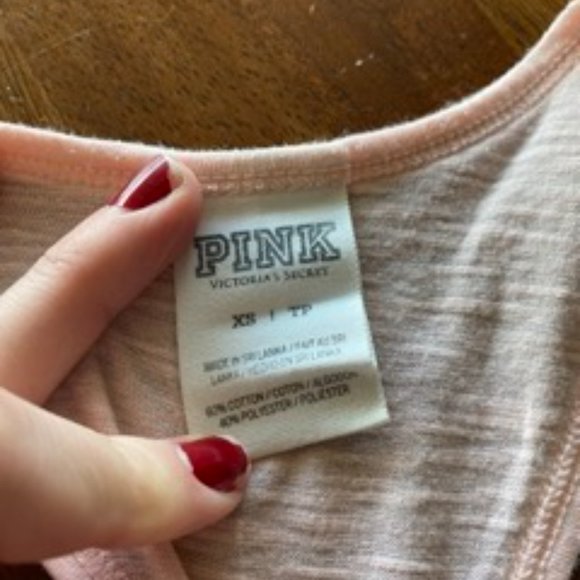 PINK
VICTORIA'S SECRET
XS | TP
MADE IN SRI LANKA / FAIT AU SRI
LANKA / HECHO EN SRI LANKA
60% COTTON / COTON / ALGODON
40% POLYESTER / POLIESTER